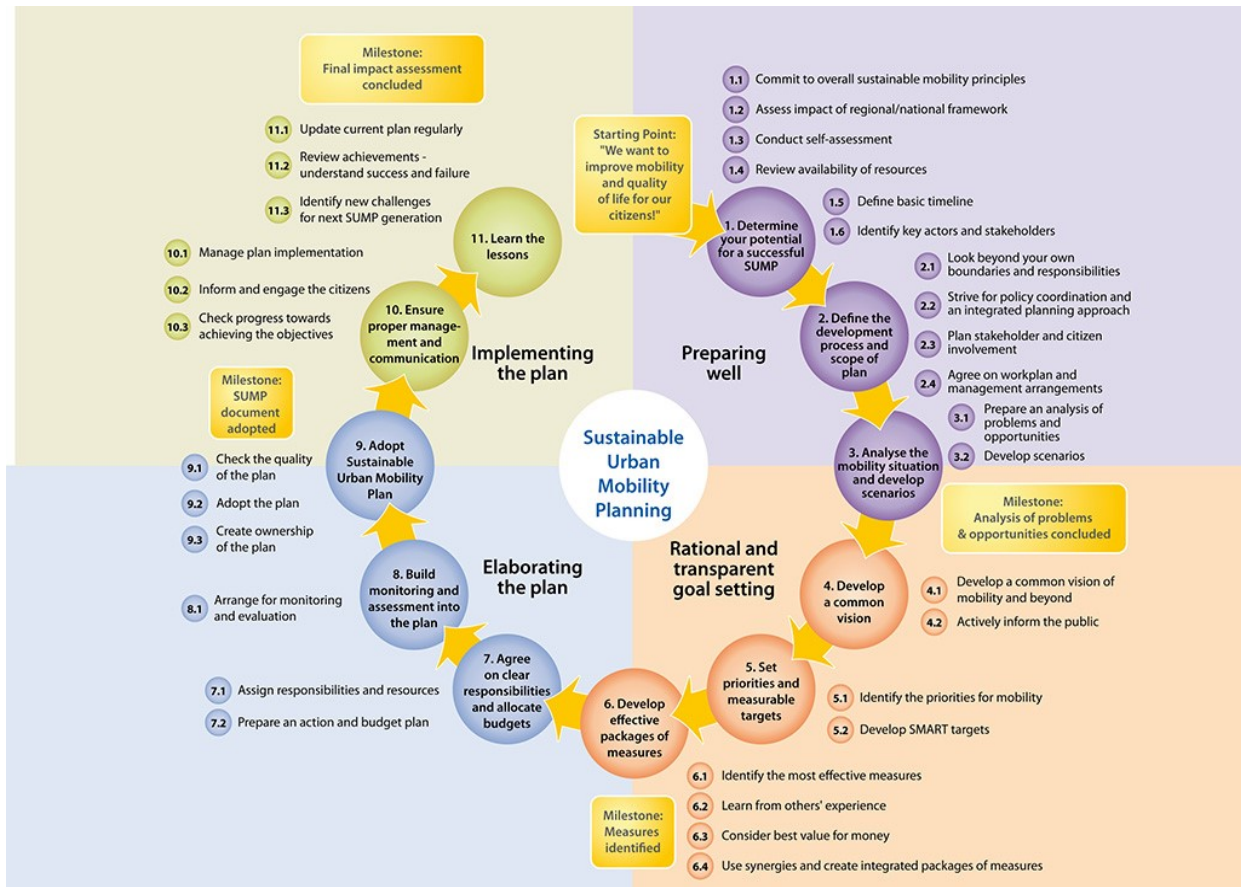 Milestone:
Final impact assessment
concluded
11.1 Update current plan regularly
11.2 Review achievements -
understand success and failure
11.3 Identify new challenges
for next SUMP generation
11. Learn the
lessons
10.1 Manage plan implementation
10.2 Inform and engage the citizens
10.3 Check progress towards
achieving the objectives
10. Ensure
proper manage-
ment and
communication
Implementing
the plan
Starting Point:
"We want to
improve mobility
and quality
of life for our
citizens!"
1.1 Commit to overall sustainable mobility principles
1.2 Assess impact of regional/national framework
1.3 Conduct self-assessment
1.4 Review availability of resources
1.5 Define basic timeline
1.6 Identify key actors and stakeholders
1. Determine
your potential
for a successful
SUMP
2.1 Look beyond your own
boundaries and responsibilities
2.2 Strive for policy coordination and
an integrated planning approach
2.3 Plan stakeholder and citizen
involvement
2.4 Agree on workplan and
management arrangements
2. Define the
development
process and
scope of
plan
Preparing
well
3.1 Prepare an analysis of
problems and
opportunities
3.2 Develop scenarios
3. Analyse the
mobility situation
and develop
scenarios
Milestone:
Analysis of problems
& opportunities concluded
Sustainable
Urban
Mobility
Planning
Rational and
transparent
goal setting
4. Develop
a common
vision
4.1 Develop a common vision of
mobility and beyond
4.2 Actively inform the public
5. Set
priorities and
measurable
targets
5.1 Identify the priorities for mobility
5.2 Develop SMART targets
6. Develop
effective
packages of
measures
6.1 Identify the most effective measures
6.2 Learn from others' experience
6.3 Consider best value for money
6.4 Use synergies and create integrated packages of measures
Milestone:
Measures
identified
Elaborating
the plan
7. Agree
on clear
responsibilities
and allocate
budgets
7.1 Assign responsibilities and resources
7.2 Prepare an action and budget plan
8. Build
monitoring and
assessment into
the plan
8.1 Arrange for monitoring
and evaluation
9. Adopt
Sustainable
Urban Mobility
Plan
9.1 Check the quality
of the plan
9.2 Adopt the plan
9.3 Create ownership
of the plan
Milestone:
SUMP
document
adopted